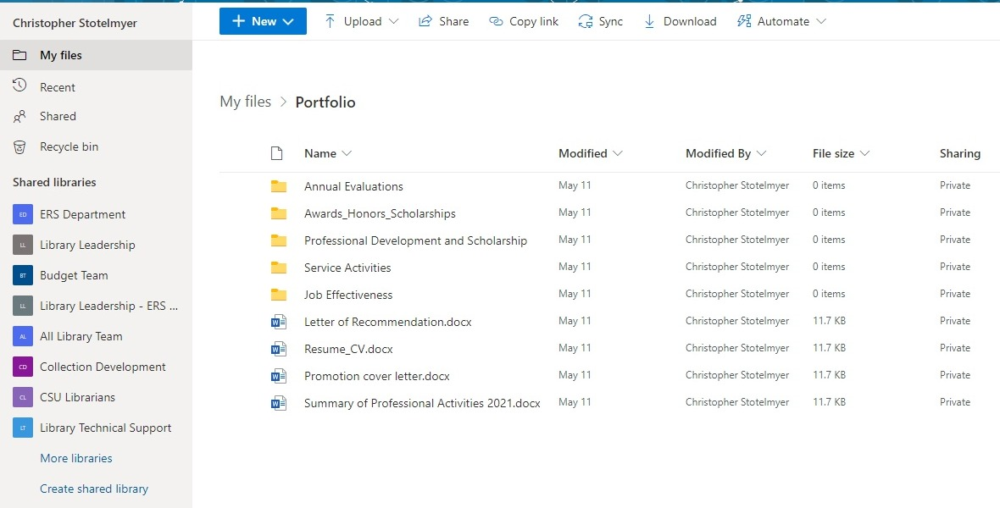 Christopher Stotelmyer
New Upload Share Copy link Sync Download Automate
My files
Recent
Shared
Recycle bin
Shared libraries
ED ERS Department
LL Library Leadership
BT Budget Team
LL Library Leadership - ERS ...
AL All Library Team
CD Collection Development
CL CSU Librarians
LT Library Technical Support
More libraries
Create shared library
My files > Portfolio
Name Modified Modified By File size Sharing
Annual Evaluations May 11 Christopher Stotelmyer 0 items Private
Awards_Honors_Scholarships May 11 Christopher Stotelmyer 0 items Private
Professional Development and Scholarship May 11 Christopher Stotelmyer 0 items Private
Service Activities May 11 Christopher Stotelmyer 0 items Private
Job Effectiveness May 11 Christopher Stotelmyer 0 items Private
Letter of Recommendation.docx May 11 Christopher Stotelmyer 11.7 KB Private
Resume_CV.docx May 11 Christopher Stotelmyer 11.7 KB Private
Promotion cover letter.docx May 11 Christopher Stotelmyer 11.7 KB Private
Summary of Professional Activities 2021.docx May 11 Christopher Stotelmyer 11.7 KB Private